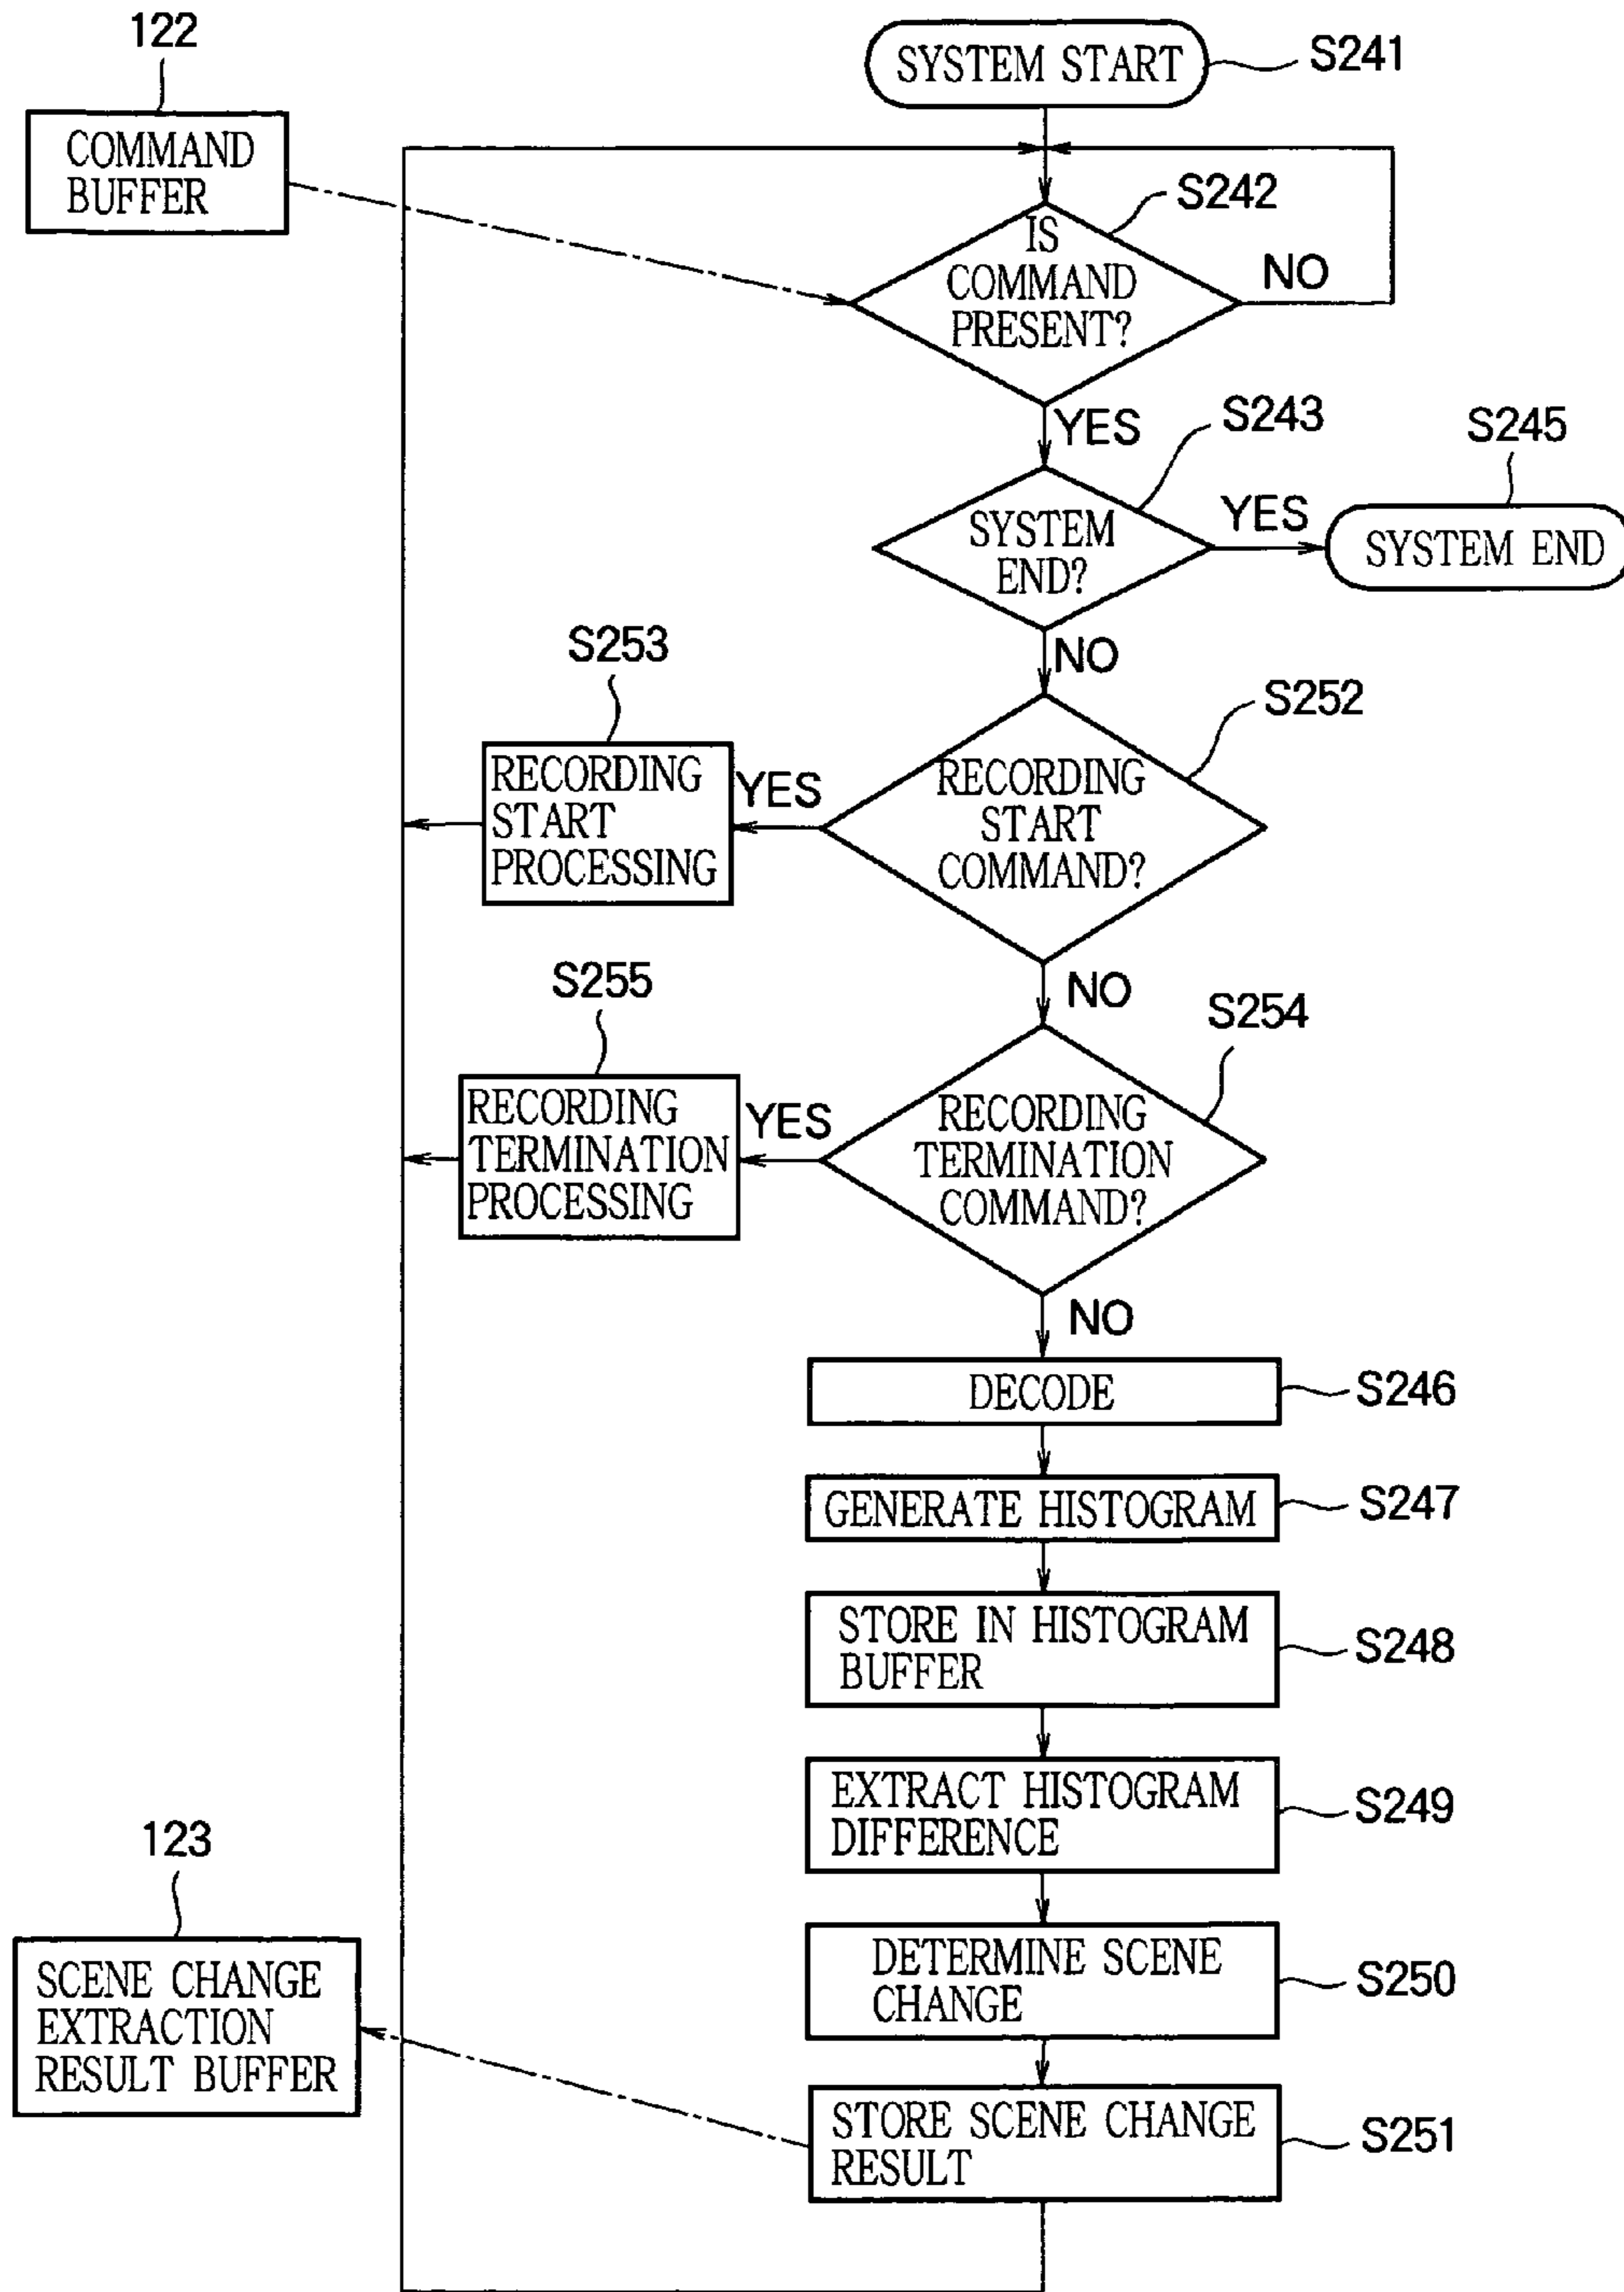 122
COMMAND
BUFFER
SYSTEM START
S241
S242
IS
COMMAND
PRESENT?
NO
YES
S243
SYSTEM
END?
YES
S245
SYSTEM END
NO
S252
RECORDING
START
COMMAND?
YES
S253
RECORDING
START
PROCESSING
NO
S254
RECORDING
TERMINATION
COMMAND?
YES
S255
RECORDING
TERMINATION
PROCESSING
NO
DECODE
S246
GENERATE HISTOGRAM
S247
STORE IN HISTOGRAM
BUFFER
S248
EXTRACT HISTOGRAM
DIFFERENCE
S249
DETERMINE SCENE
CHANGE
S250
STORE SCENE CHANGE
RESULT
S251
123
SCENE CHANGE
EXTRACTION
RESULT BUFFER